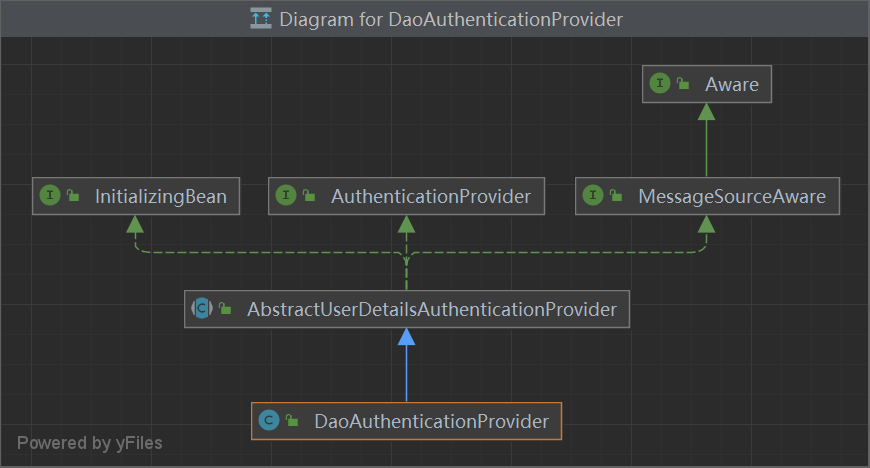 Diagram for DaoAuthenticationProvider
I Aware
I InitializingBean
I AuthenticationProvider
I MessageSourceAware
C AbstractUserDetailsAuthenticationProvider
C DaoAuthenticationProvider
Powered by yFiles